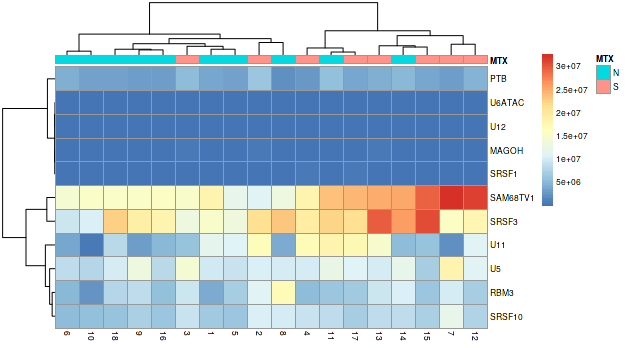 MTX
PTB
U6ATAC
U12
MAGOH
SRSF1
SAM68TV1
SRSF3
U11
U5
RBM3
SRSF10
6 10 18 9 16 3 1 5 2 8 4 11 17 13 14 15 7 12
3e+07
2.5e+07
2e+07
1.5e+07
1e+07
5e+06
MTX
N
S